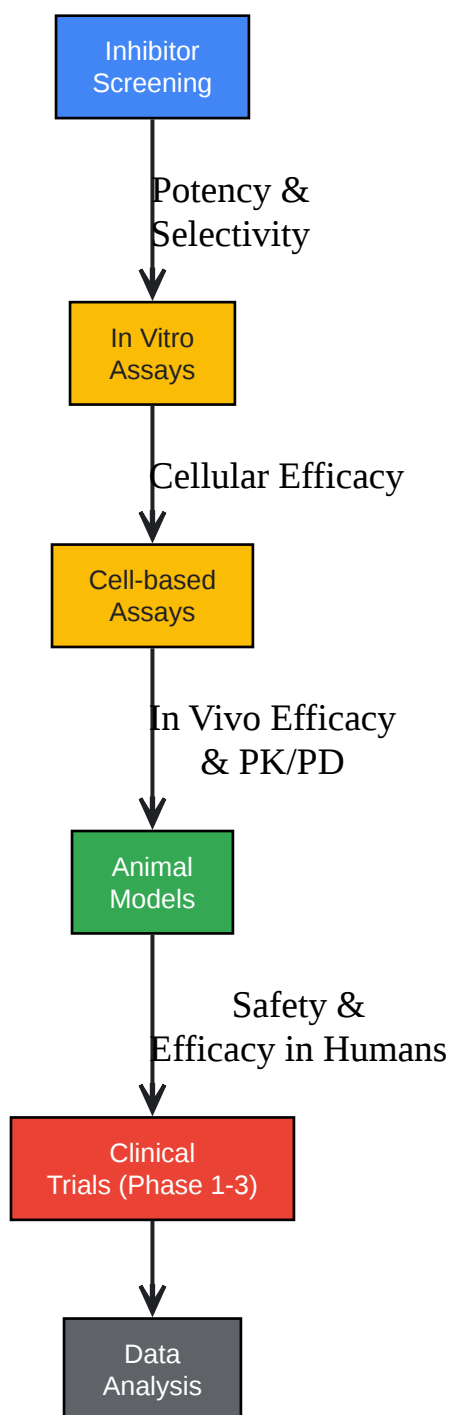 Inhibitor
Screening
Potency &
Selectivity
In Vitro
Assays
Cellular Efficacy
Cell-based
Assays
In Vivo Efficacy
& PK/PD
Animal
Models
Safety &
Efficacy in Humans
Clinical
Trials (Phase 1-3)
Data
Analysis